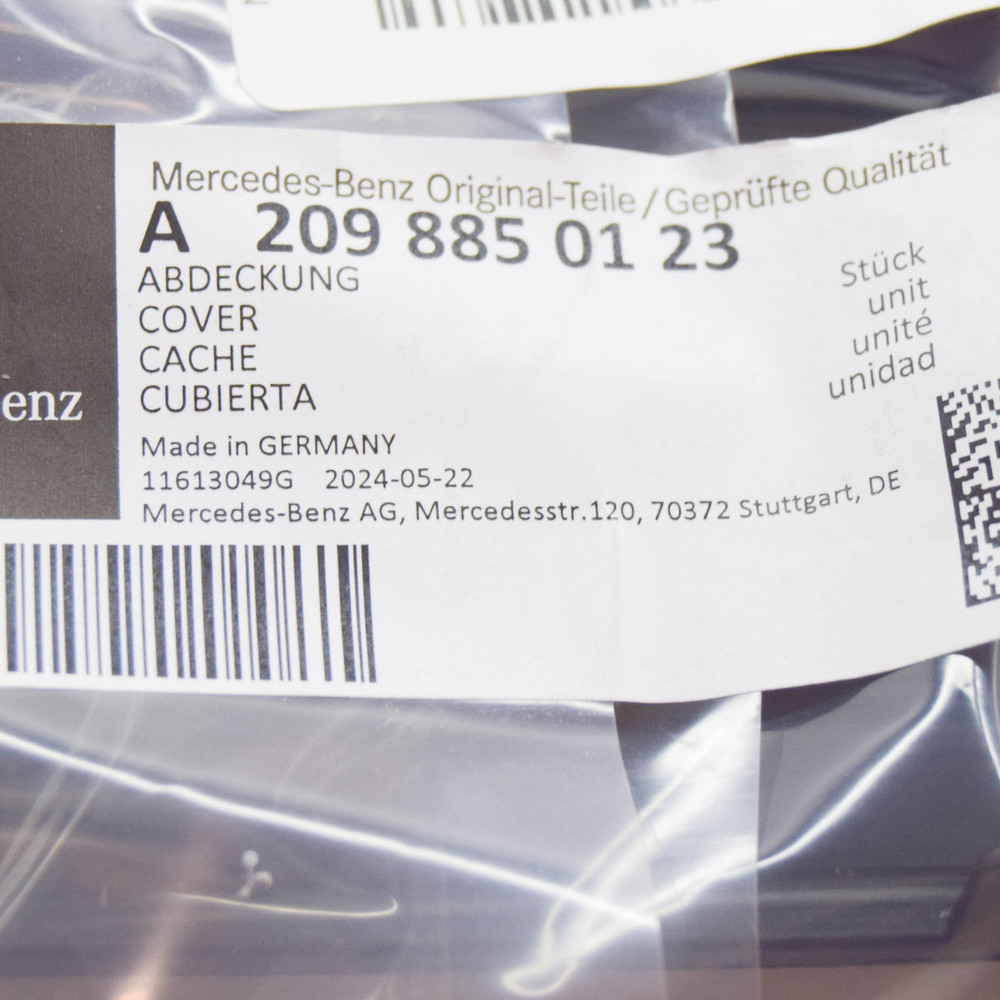 Mercedes-Benz Original-Teile/Geprüfte Qualität
A 209 885 01 23
ABDECKUNG
COVER
CACHE
CUBIERTA
Stück
unit
unité
unidad
enz
Made in GERMANY
11613049G 2024-05-22
Mercedes-Benz AG, Mercedesstr.120, 70372 Stuttgart, DE